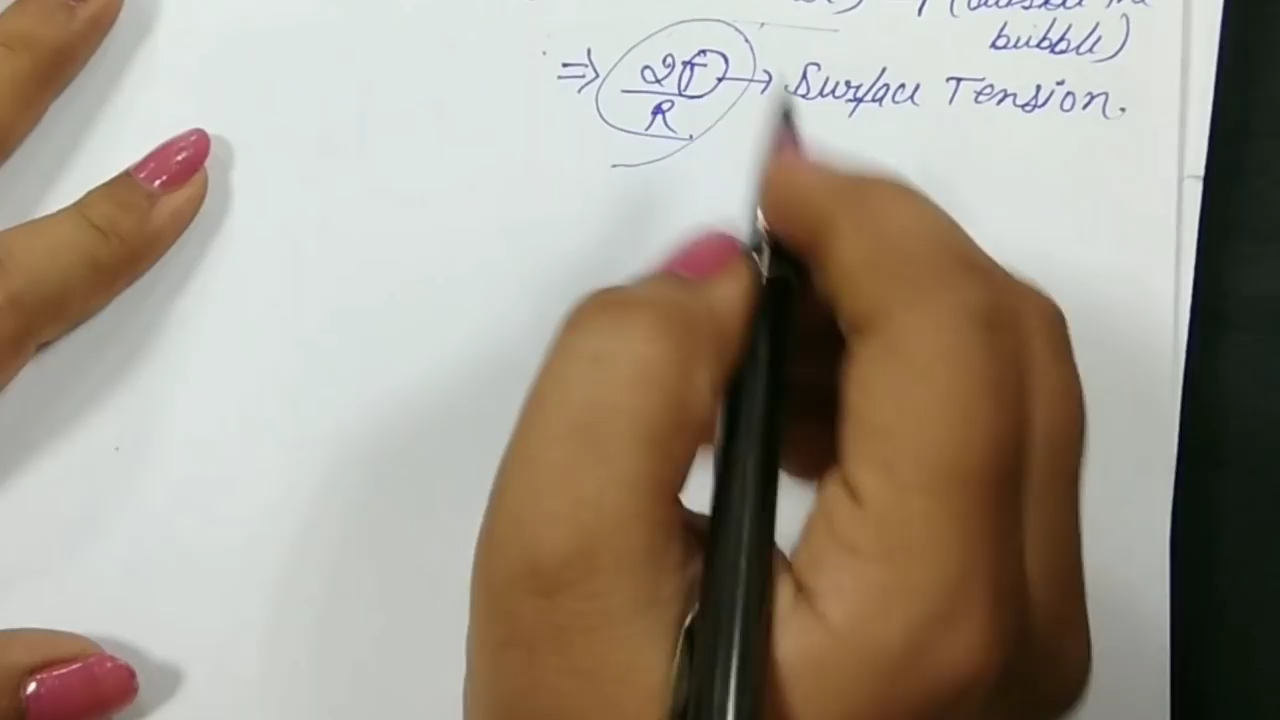 bubble)
⇒ 2T/R → Surface Tension.